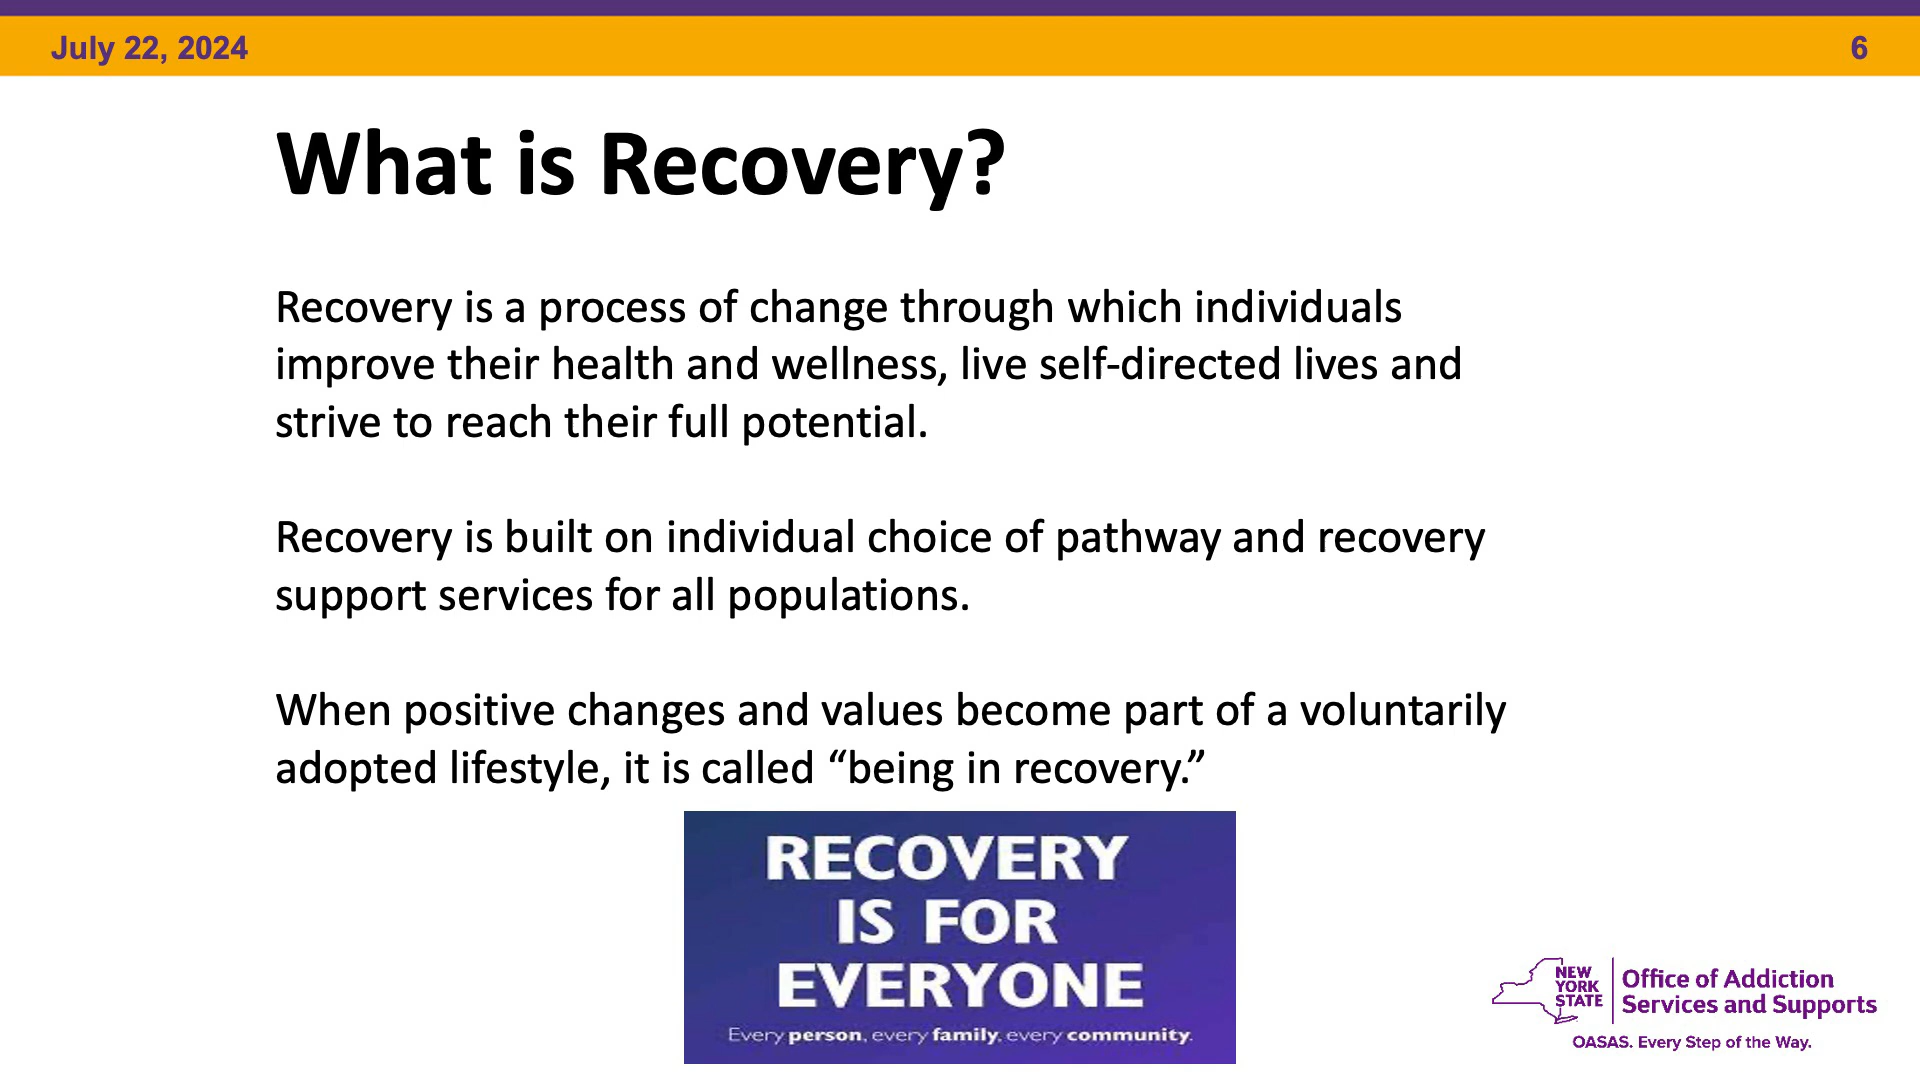 July 22, 2024
6
What is Recovery?
Recovery is a process of change through which individuals
improve their health and wellness, live self-directed lives and
strive to reach their full potential.
Recovery is built on individual choice of pathway and recovery
support services for all populations.
When positive changes and values become part of a voluntarily
adopted lifestyle, it is called “being in recovery.”
RECOVERY
IS FOR
EVERYONE
Every person, every family, every community.
NEW
YORK
STATE
Office of Addiction
Services and Supports
OASAS. Every Step of the Way.